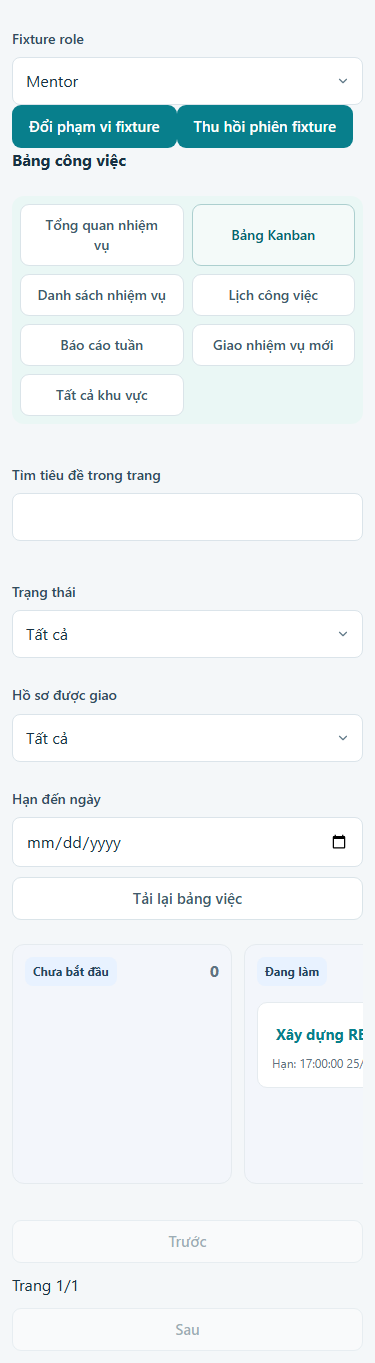 Fixture role
Mentor
Đổi phạm vi fixture
Thu hồi phiên fixture
Bảng công việc
Tổng quan nhiệm
vụ
Bảng Kanban
Danh sách nhiệm vụ
Lịch công việc
Báo cáo tuần
Giao nhiệm vụ mới
Tất cả khu vực
Tìm tiêu đề trong trang
Trạng thái
Tất cả
Hồ sơ được giao
Tất cả
Hạn đến ngày
mm/dd/yyyy
Tải lại bảng việc
Chưa bắt đầu
0
Đang làm
Xây dựng RE
Hạn: 17:00:00 25/
Trước
Trang 1/1
Sau